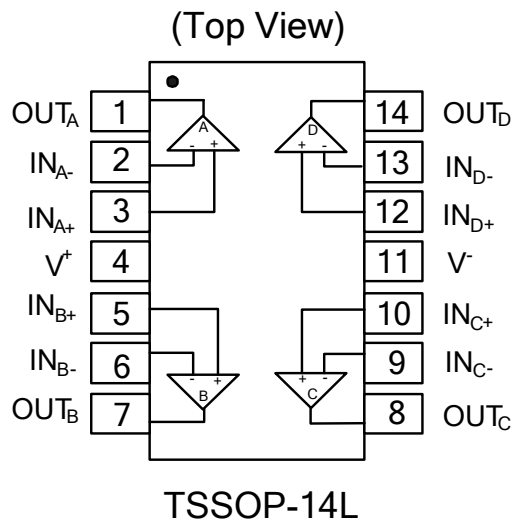 (Top View)
OUTA 1 14 OUTD
A D
- + + -
INA- 2 13 IND-
INA+ 3 12 IND+
V+ 4 11 V-
INB+ 5 10 INC+
INB- 6 9 INC-
- + + -
B C
OUTB 7 8 OUTC
TSSOP-14L